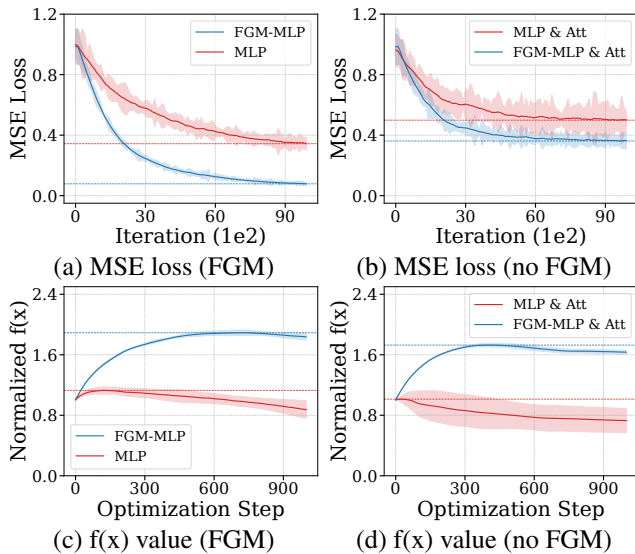 1.2
0.8
0.4
0.0
MSE Loss
FGM-MLP
MLP
0
30
60
90
Iteration (1e2)
(a) MSE loss (FGM)
1.2
0.8
0.4
0.0
MSE Loss
MLP & Att
FGM-MLP & Att
0
30
60
90
Iteration (1e2)
(b) MSE loss (no FGM)
2.4
1.6
0.8
0.0
Normalized f(x)
FGM-MLP
MLP
0
300
600
900
Optimization Step
(c) f(x) value (FGM)
2.4
1.6
0.8
0.0
Normalized f(x)
MLP & Att
FGM-MLP & Att
0
300
600
900
Optimization Step
(d) f(x) value (no FGM)